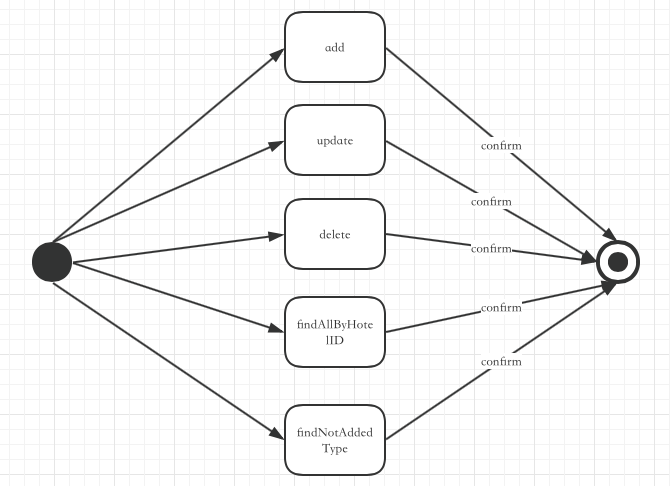 add
confirm
update
confirm
delete
confirm
findAllByHote
lID
confirm
confirm
findNotAdded
Type